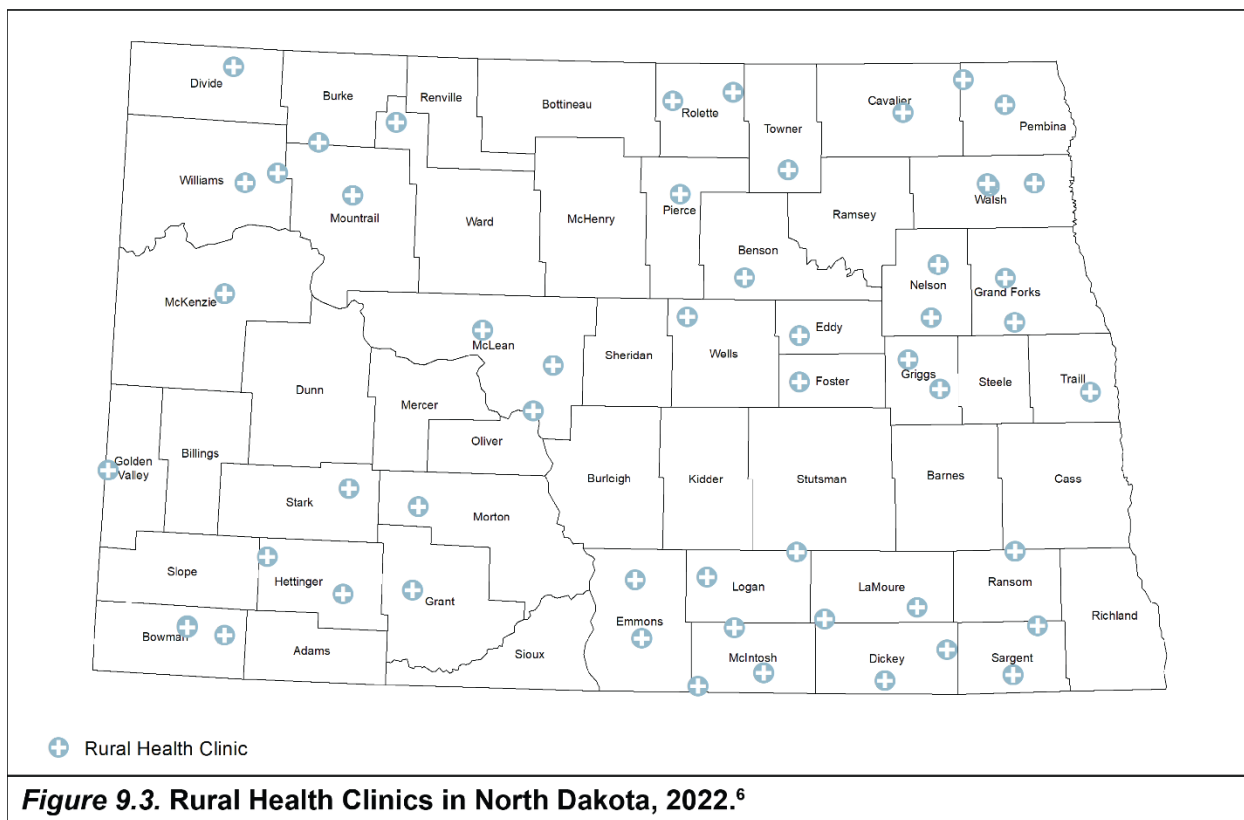 Divide
Burke
Renville
Bottineau
Rolette
Towner
Cavalier
Pembina
Williams
Mountrail
Ward
McHenry
Pierce
Benson
Ramsey
Walsh
Nelson
Grand Forks
McKenzie
McLean
Sheridan
Wells
Eddy
Foster
Griggs
Steele
Traill
Dunn
Mercer
Oliver
Golden
Valley
Billings
Stark
Morton
Burleigh
Kidder
Stutsman
Barnes
Cass
Slope
Hettinger
Grant
Emmons
Logan
LaMoure
Ransom
Richland
Bowman
Adams
Sioux
McIntosh
Dickey
Sargent
Rural Health Clinic
Figure 9.3. Rural Health Clinics in North Dakota, 2022.⁶